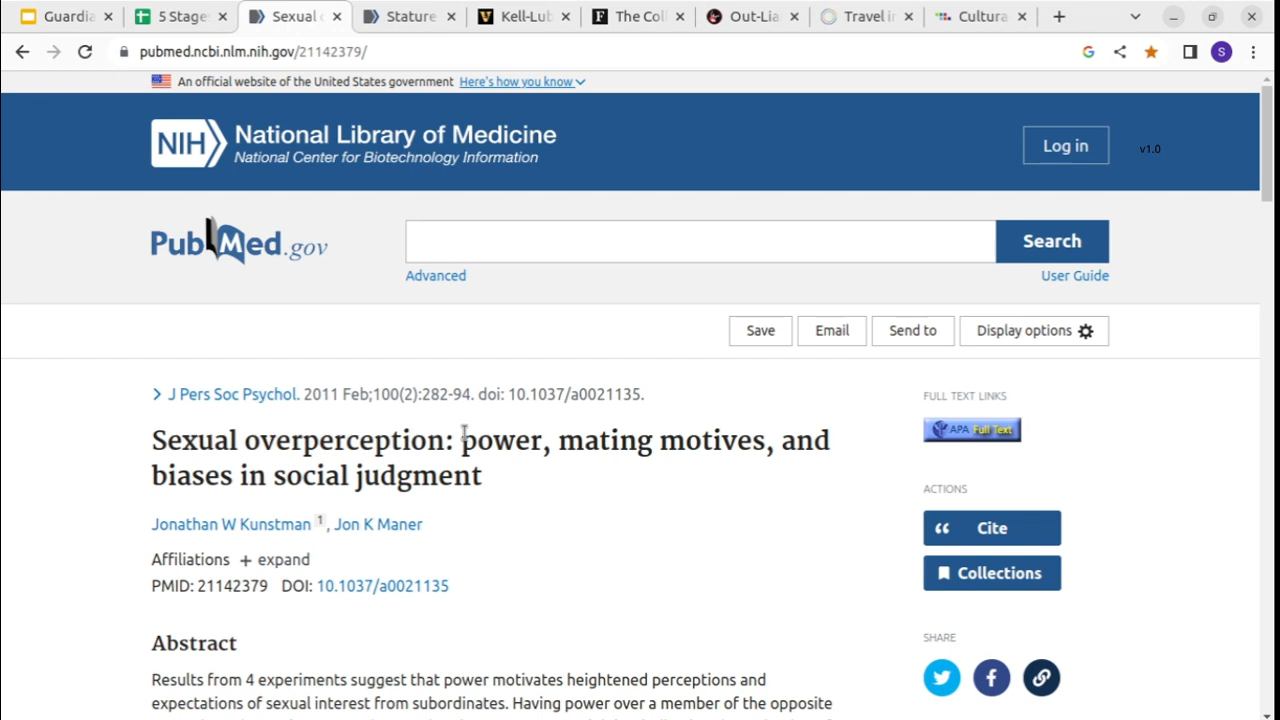 Guardia
5 Stage
Sexual o
Stature
Kell-Lub
The Coll
Out-Lia
Travel in
Cultura
pubmed.ncbi.nlm.nih.gov/21142379/
S
An official website of the United States government Here's how you know
NIH National Library of Medicine
National Center for Biotechnology Information
Log in
v1.0
PubMed.gov
Search
Advanced
User Guide
Save
Email
Send to
Display options
J Pers Soc Psychol. 2011 Feb;100(2):282-94. doi: 10.1037/a0021135.
Sexual overperception: power, mating motives, and
biases in social judgment
Jonathan W Kunstman 1, Jon K Maner
Affiliations + expand
PMID: 21142379 DOI: 10.1037/a0021135
Abstract
Results from 4 experiments suggest that power motivates heightened perceptions and
expectations of sexual interest from subordinates. Having power over a member of the opposite
FULL TEXT LINKS
APA Full Text
ACTIONS
Cite
Collections
SHARE